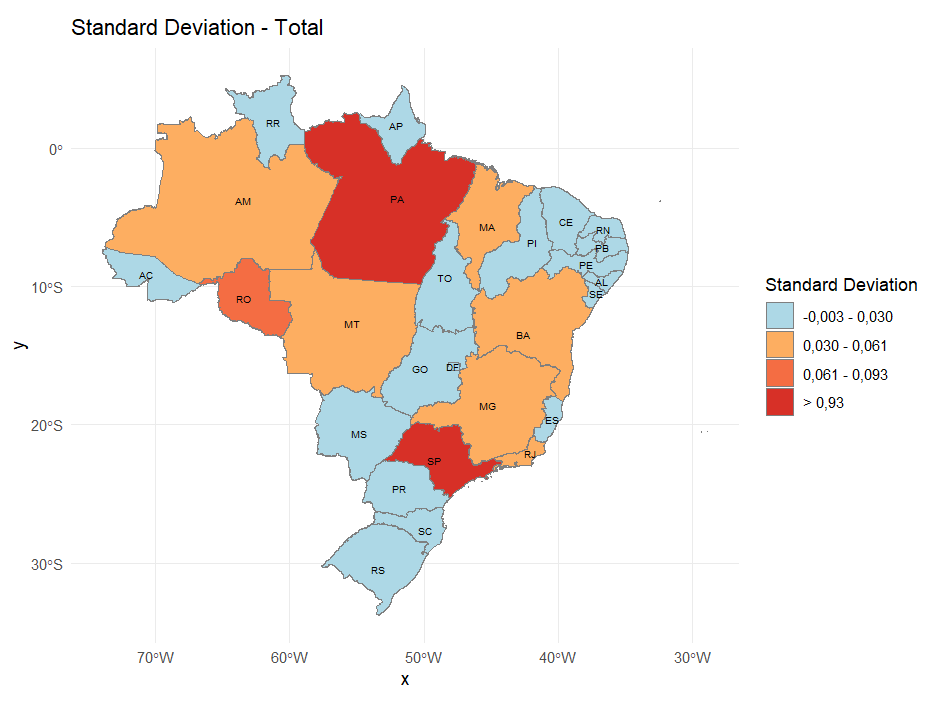 Standard Deviation - Total
y
0°
10°S
20°S
30°S
RR
AP
AM
PA
MA
CE
RN
PB
PI
PE
AL
SE
AC
RO
TO
MT
BA
GO
DF
MG
ES
MS
SP
RJ
PR
SC
RS
70°W
60°W
50°W
40°W
30°W
x
Standard Deviation
-0,003 - 0,030
0,030 - 0,061
0,061 - 0,093
> 0,93